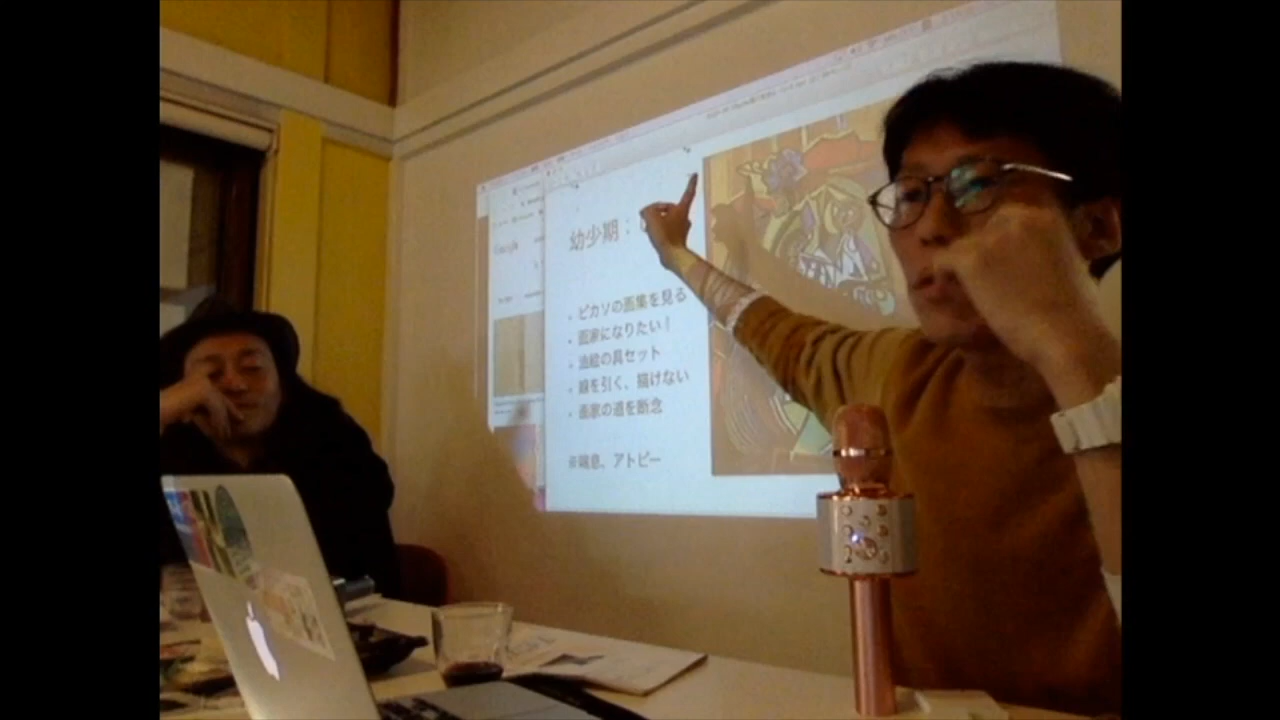 幼少期：
Google
・ピカソの画集を見る
・画家になりたい！
・油絵の具セット
・線を引く、描けない
・画家の道を断念
※喘息、アトピー